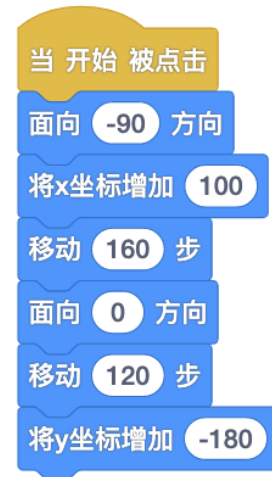 当 开始 被点击
面向 -90 方向
将x坐标增加 100
移动 160 步
面向 0 方向
移动 120 步
将y坐标增加 -180